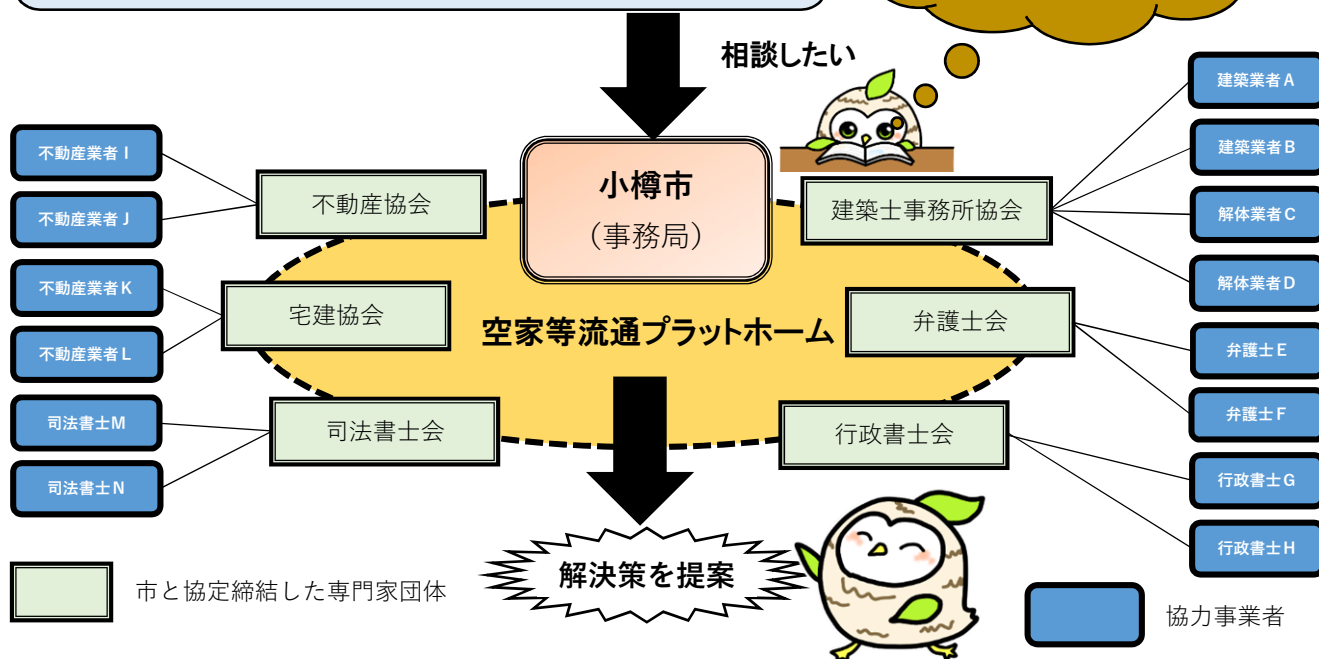 相談したい
建築業者A
建築業者B
解体業者C
解体業者D
弁護士E
弁護士F
行政書士G
行政書士H
不動産業者I
不動産業者J
不動産業者K
不動産業者L
司法書士M
司法書士N
小樽市
（事務局）
不動産協会
建築士事務所協会
宅建協会
弁護士会
空家等流通プラットホーム
司法書士会
行政書士会
解決策を提案
市と協定締結した専門家団体
協力事業者